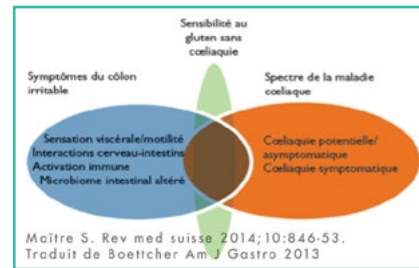 Sensibilité au
gluten sans
cœliaquie
Symptômes du côlon
irritable
Spectre de la maladie
cœliaque
Sensation viscérale/motilité
Interactions cerveau-intestins
Activation immune
Microbiome intestinal altéré
Cœliaquie potentielle/
asymptomatique
Cœliaquie symptomatique
Maître S. Rev med suisse 2014;10:846-53.
Traduit de Boettcher Am J Gastro 2013